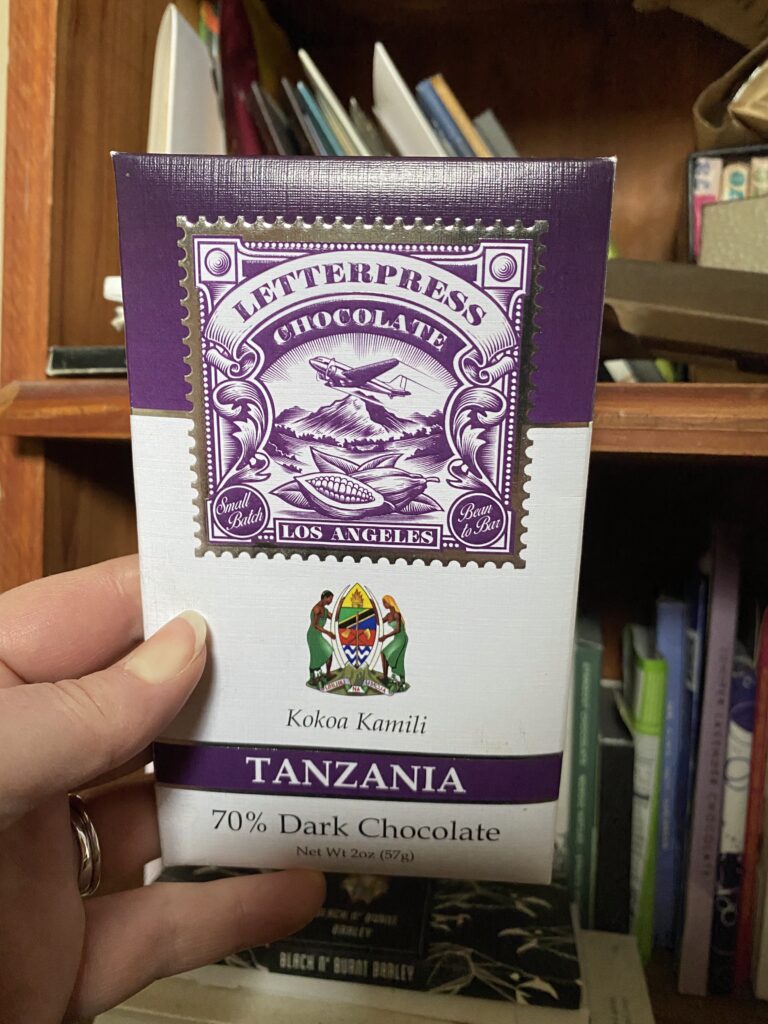 LETTERPRESS
CHOCOLATE
Small
Batch
Bean
to Bar
LOS ANGELES
Kokoa Kamili
TANZANIA
70% Dark Chocolate
Net Wt 2oz (57g)
BLACK N' BURNT
BARLEY
BLACK N' BURNT BARLEY